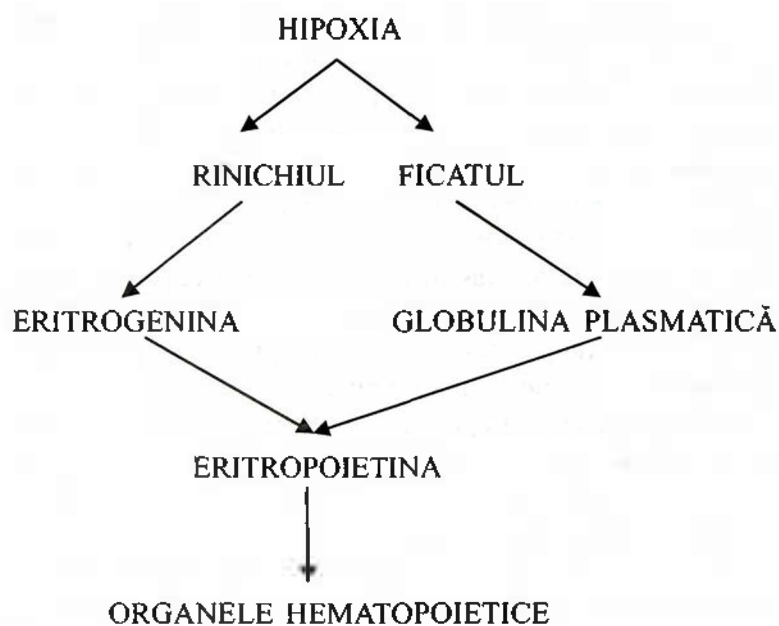 HIPOXIA
RINICHIUL FICATUL
ERITROGENINA GLOBULINA PLASMATICĂ
ERITROPOIETINA
ORGANELE HEMATOPOIETICE